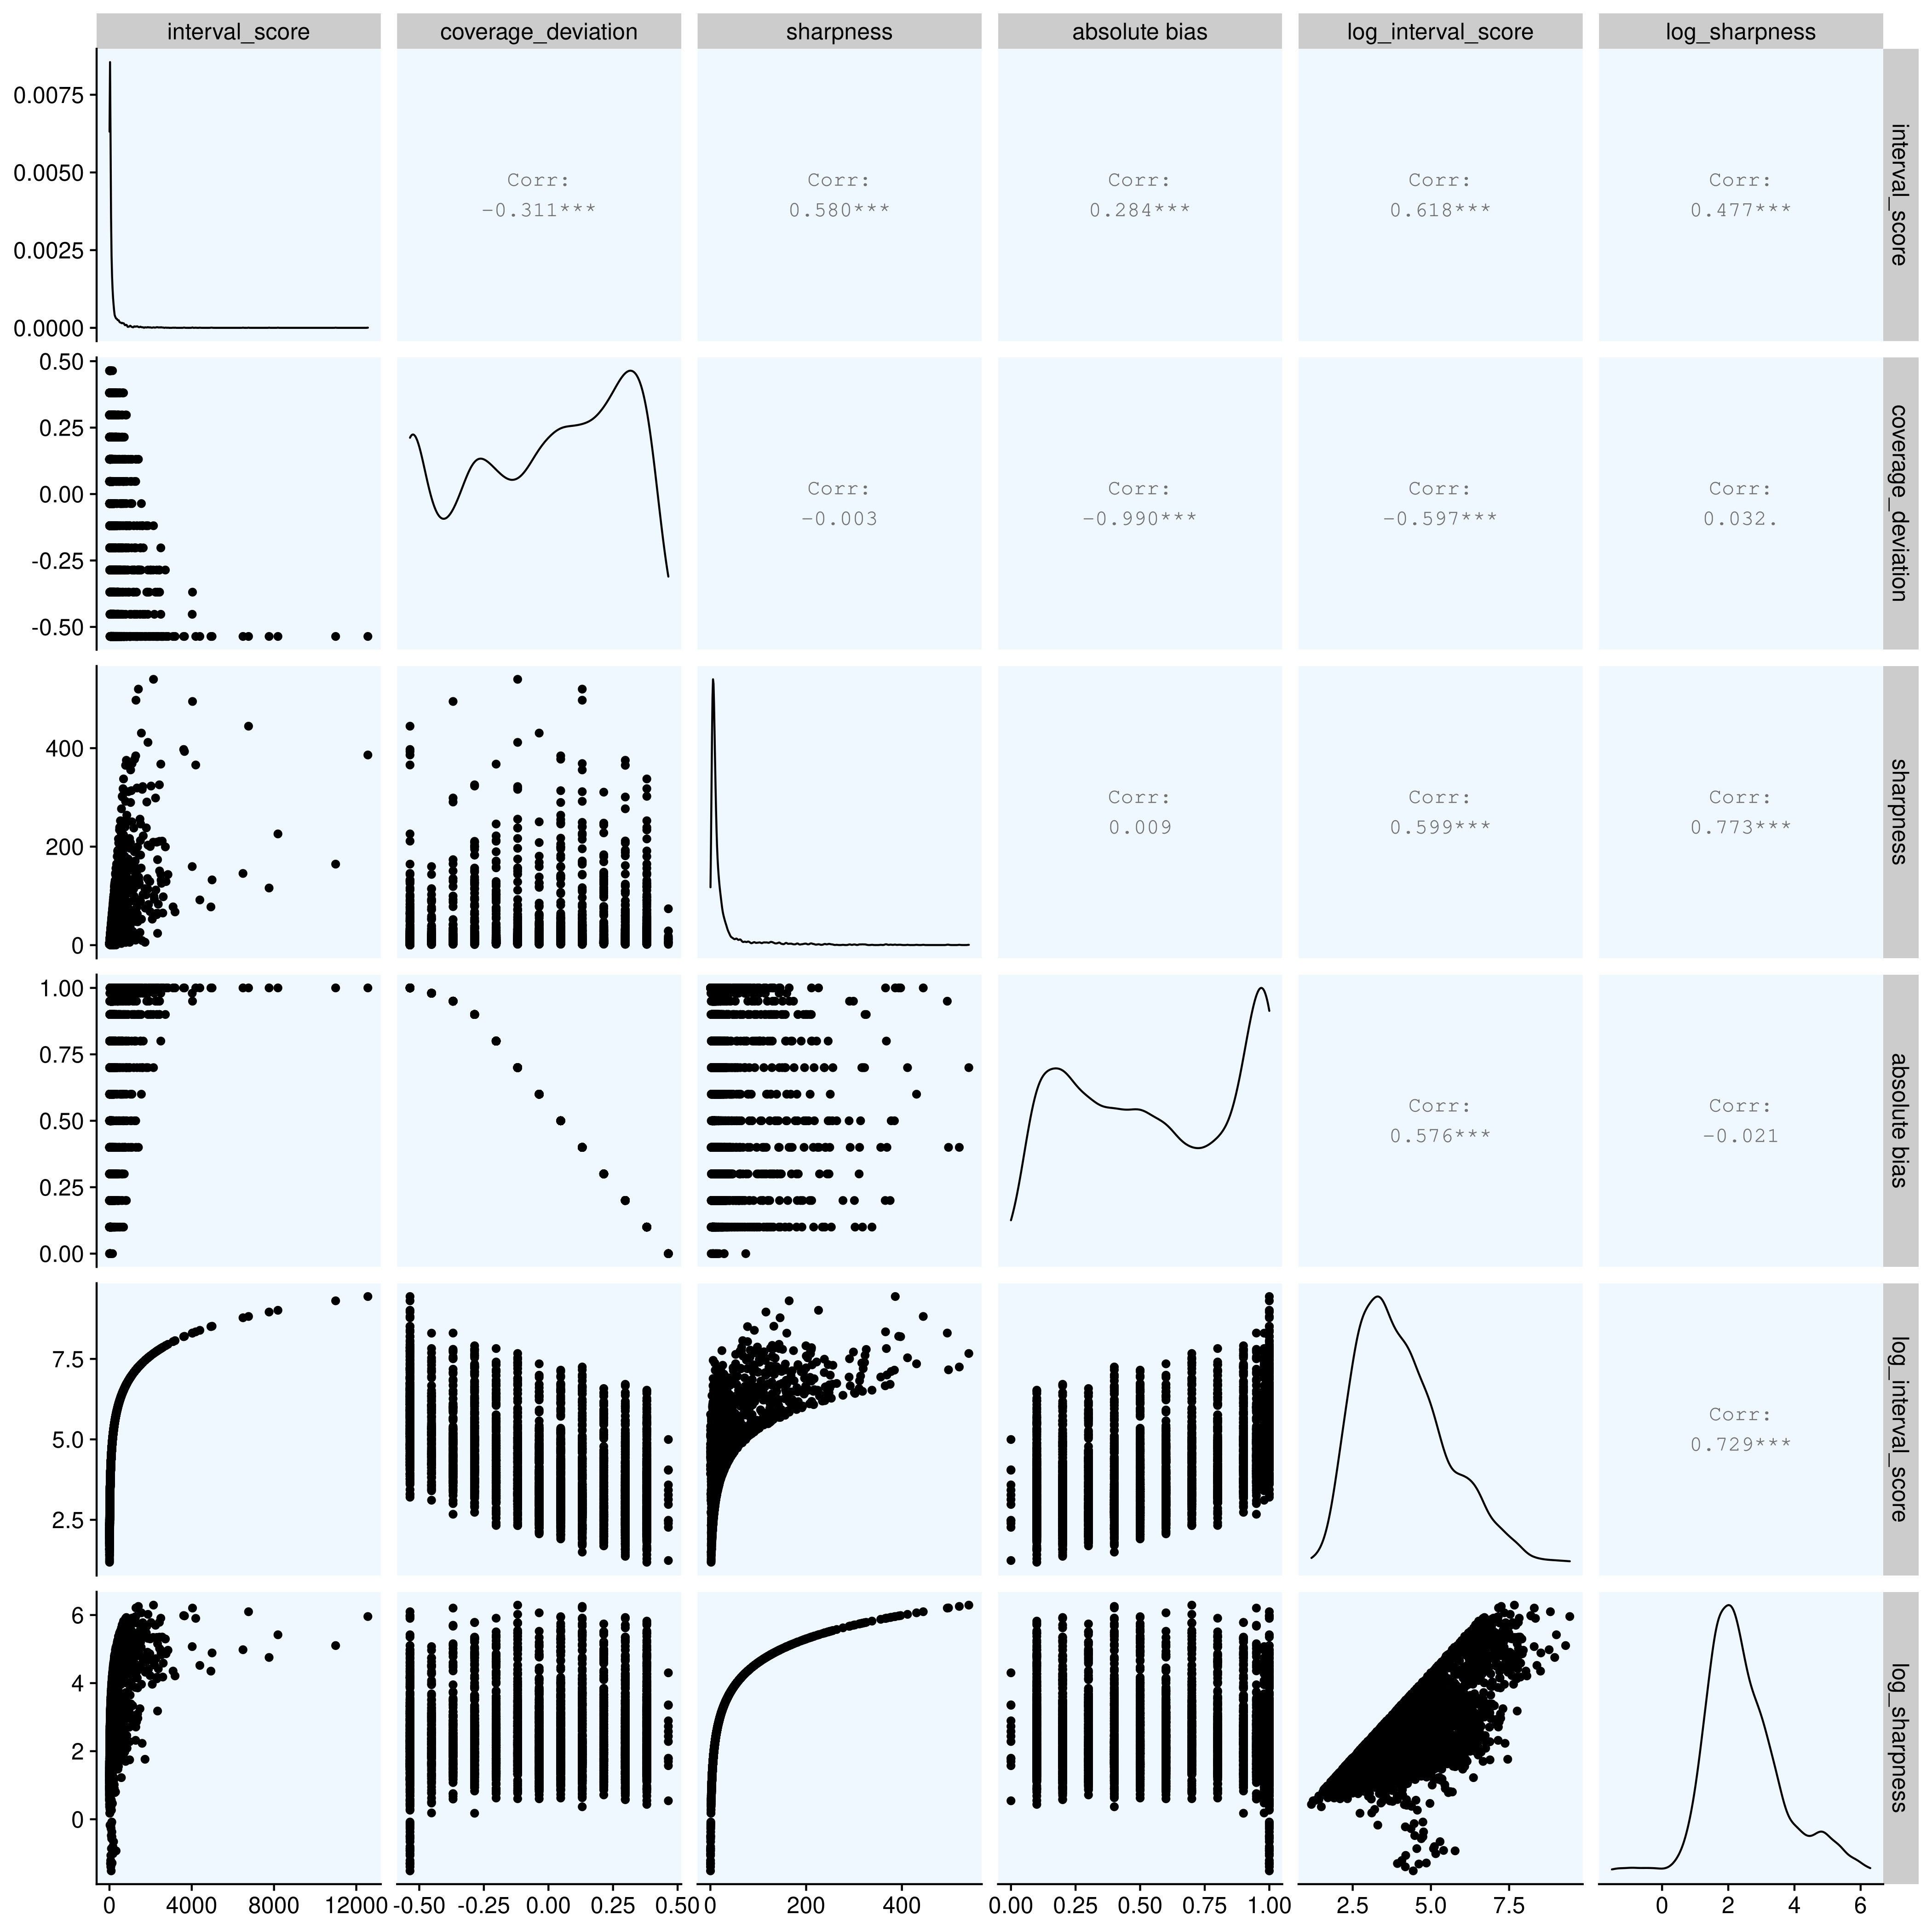 interval_score coverage_deviation sharpness absolute bias log_interval_score log_sharpness
0.0075
0.0050
0.0025
0.0000
Corr: Corr: Corr: Corr: Corr:
-0.311*** 0.580*** 0.284*** 0.618*** 0.477***
interval_score
0.50
0.25
0.00
-0.25
-0.50
Corr: Corr: Corr: Corr:
-0.003 -0.990*** -0.597*** 0.032.
coverage_deviation
400
200
0
Corr: Corr: Corr:
0.009 0.599*** 0.773***
sharpness
1.00
0.75
0.50
0.25
0.00
Corr: Corr:
0.576*** -0.021
absolute bias
7.5
5.0
2.5
Corr:
0.729***
log_interval_score
6
4
2
0
log_sharpness
0 4000 8000 12000 -0.50 -0.25 0.00 0.25 0.50 0 200 400 0.00 0.25 0.50 0.75 1.00 2.5 5.0 7.5 0 2 4 6